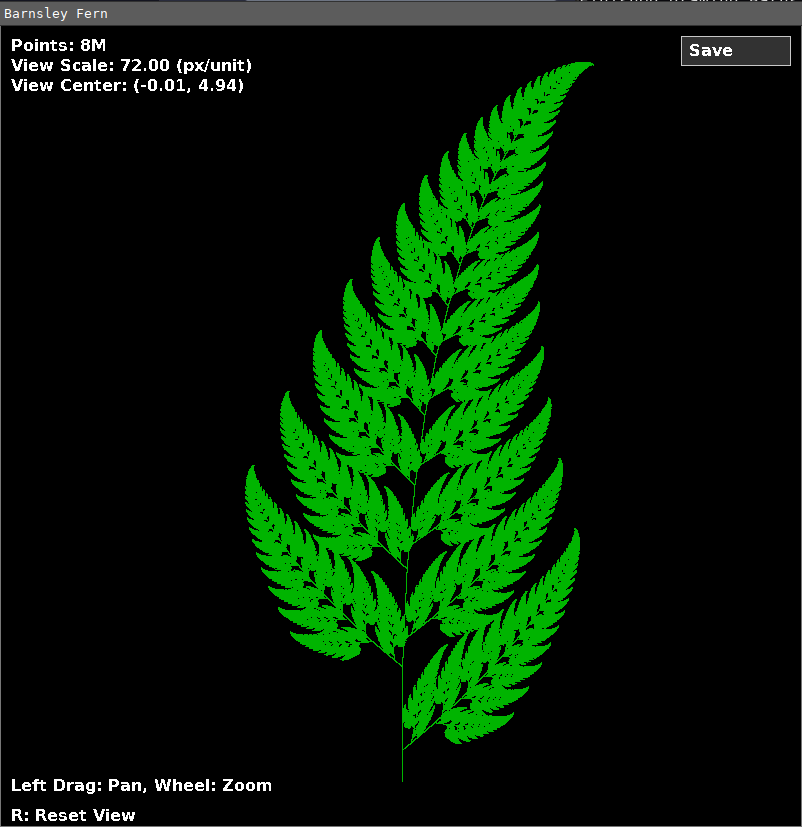 Barnsley Fern
Points: 8M
View Scale: 72.00 (px/unit)
View Center: (-0.01, 4.94)
Save
Left Drag: Pan, Wheel: Zoom
R: Reset View